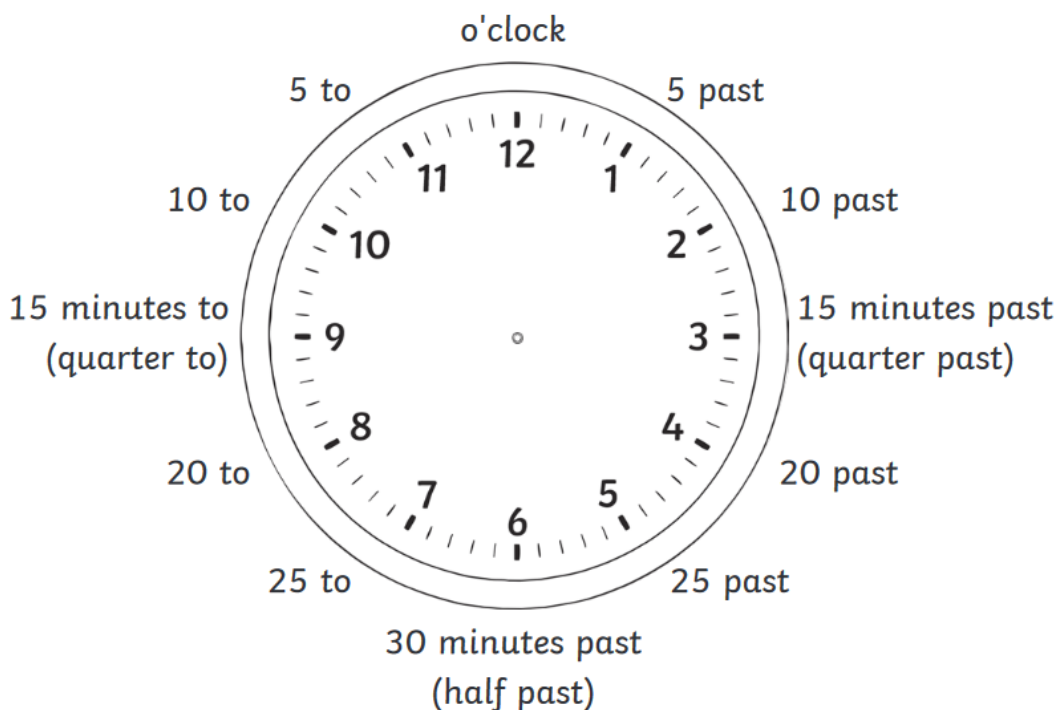 o'clock
5 to
5 past
12
11
1
10 to
10 past
10
2
15 minutes to
(quarter to)
9
3
15 minutes past
(quarter past)
8
4
20 to
20 past
7
5
6
25 to
25 past
30 minutes past
(half past)